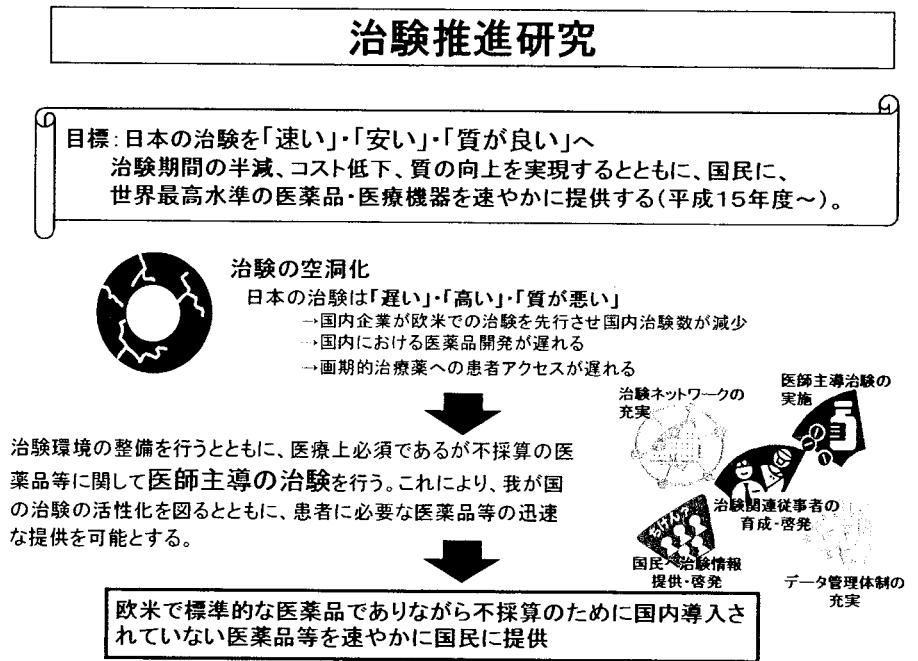 治験推進研究
目標:日本の治験を「速い」・「安い」・「質が良い」へ
治験期間の半減、コスト低下、質の向上を実現するとともに、国民に、
世界最高水準の医薬品・医療機器を速やかに提供する(平成15年度~)。
治験の空洞化
日本の治験は「遅い」・「高い」・「質が悪い」
→国内企業が欧米での治験を先行させ国内治験数が減少
→国内における医薬品開発が遅れる
→画期的治療薬への患者アクセスが遅れる
治験環境の整備を行うとともに、医療上必須であるが不採算の医
薬品等に関して医師主導の治験を行う。これにより、我が国
の治験の活性化を図るとともに、患者に必要な医薬品等の迅速
な提供を可能とする。
治験ネットワークの
充実
医師主導治験の
実施
治験関連従事者の
育成・啓発
国民へ治験情報
提供・啓発
データ管理体制の
充実
欧米で標準的な医薬品でありながら不採算のために国内導入さ
れていない医薬品等を速やかに国民に提供